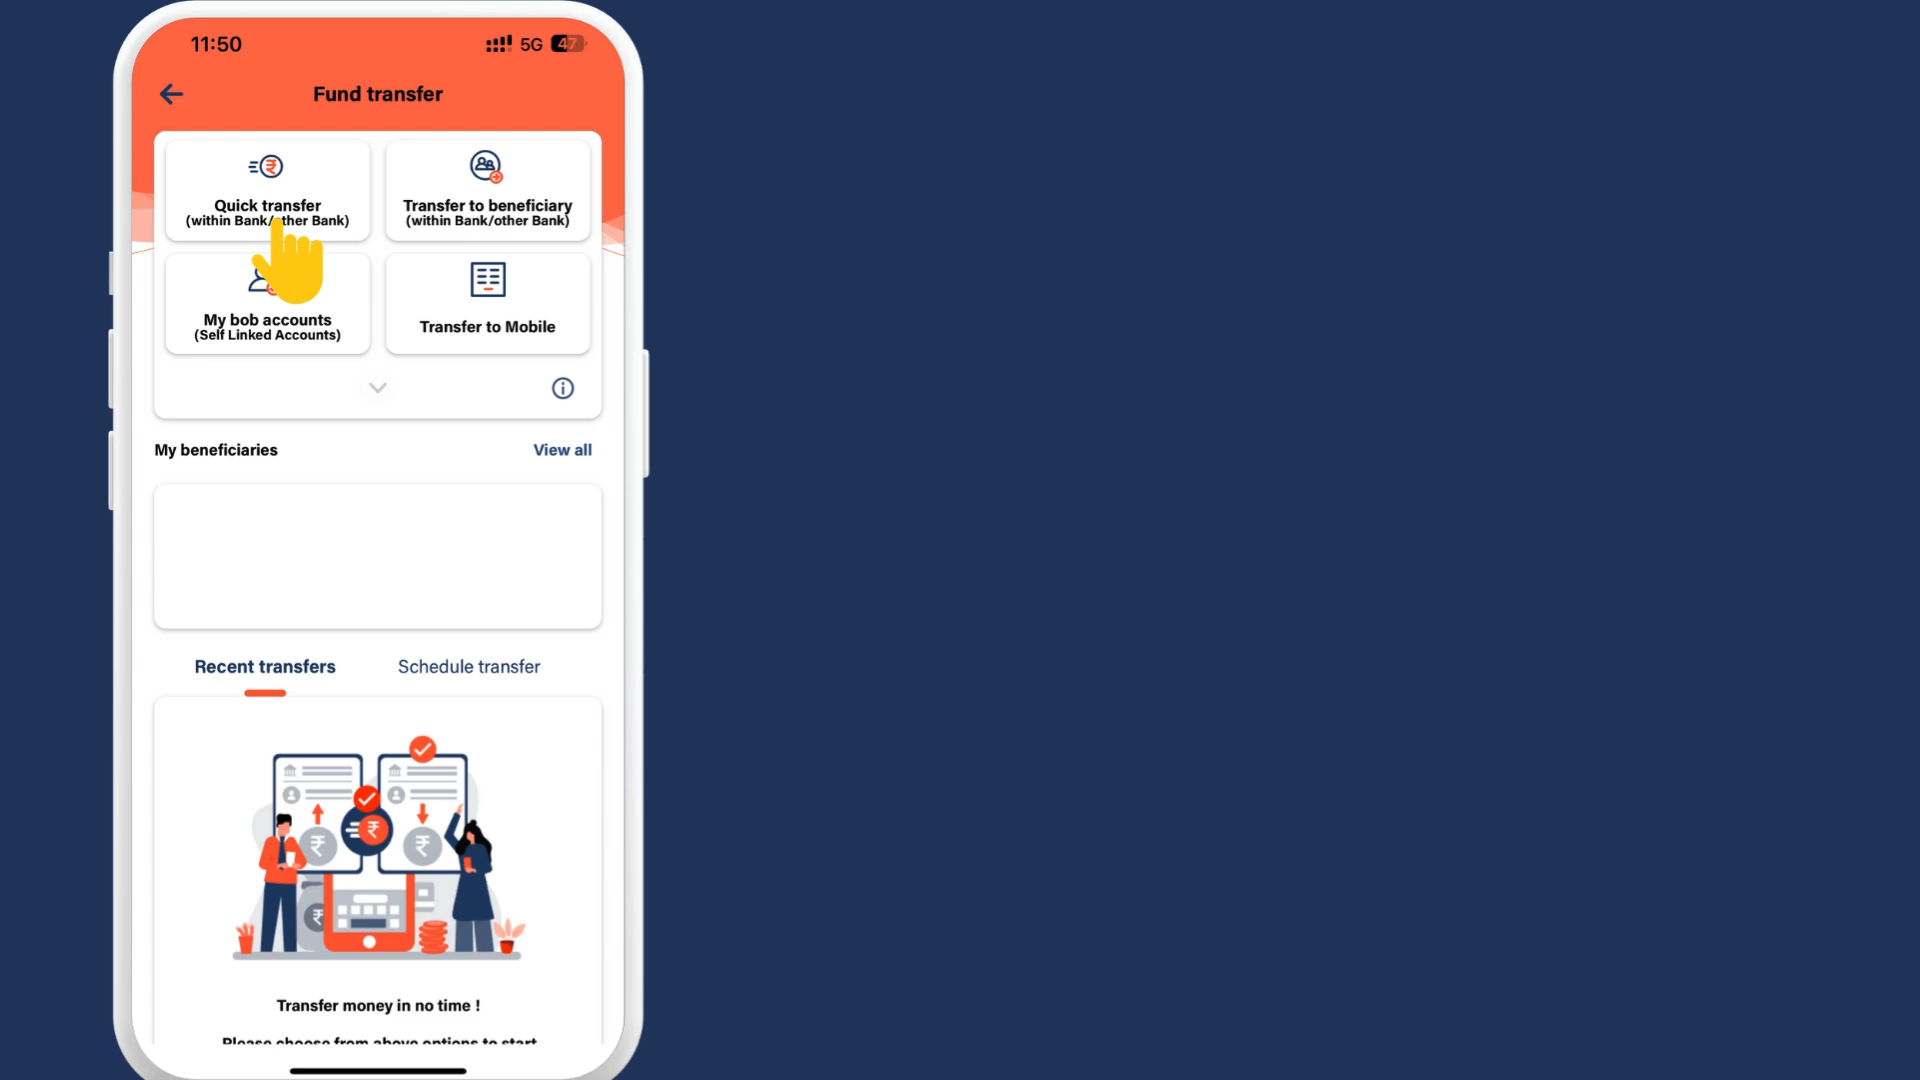 11:50
5G 47
Fund transfer
Quick transfer
(within Bank/other Bank)
Transfer to beneficiary
(within Bank/other Bank)
My bob accounts
(Self Linked Accounts)
Transfer to Mobile
My beneficiaries
View all
Recent transfers
Schedule transfer
Transfer money in no time !
Please choose from above options to start